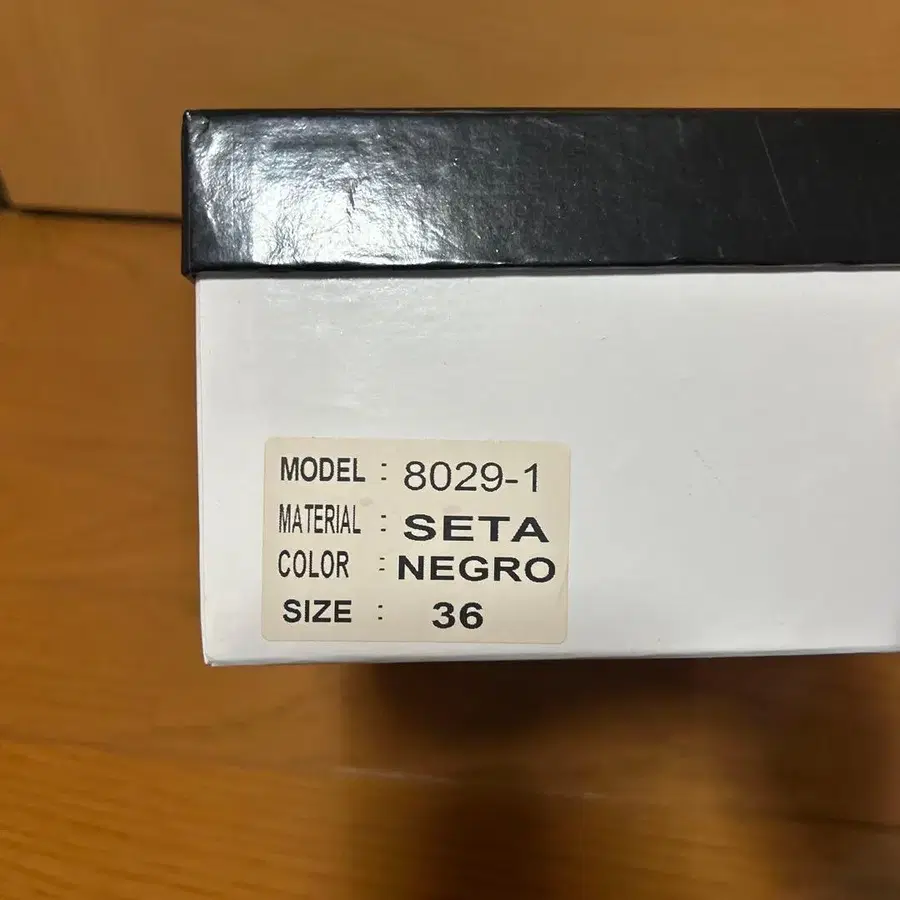 MODEL : 8029-1
MATERIAL : SETA
COLOR : NEGRO
SIZE : 36